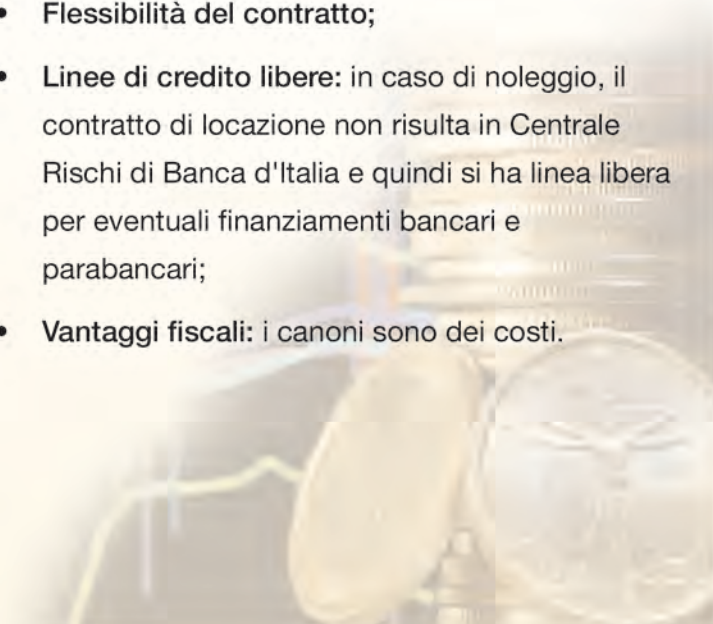 • Flessibilità del contratto;
• Linee di credito libere: in caso di noleggio, il
contratto di locazione non risulta in Centrale
Rischi di Banca d'Italia e quindi si ha linea libera
per eventuali finanziamenti bancari e
parabancari;
• Vantaggi fiscali: i canoni sono dei costi.